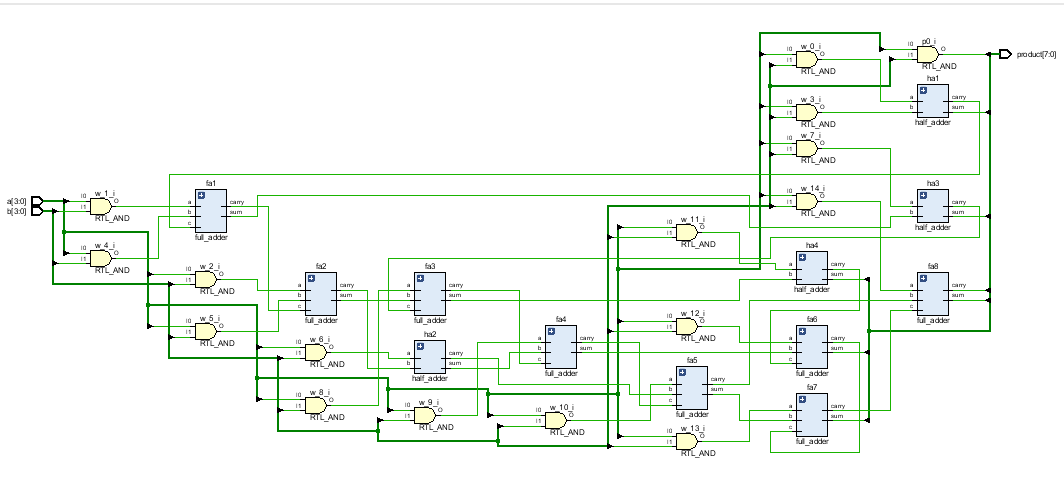 w_0_i
I0
I1
O
RTL_AND
p0_i
I0
I1
O
RTL_AND
product[7:0]
ha1
a
b
carry
sum
half_adder
w_3_i
I0
I1
O
RTL_AND
w_7_i
I0
I1
O
RTL_AND
a[3:0]
b[3:0]
w_1_i
I0
I1
O
RTL_AND
fa1
a
b
c
carry
sum
full_adder
w_14_i
I0
I1
O
RTL_AND
ha3
a
b
carry
sum
half_adder
w_4_i
I0
I1
O
RTL_AND
w_11_i
I0
I1
O
RTL_AND
w_2_i
I0
I1
O
RTL_AND
fa2
a
b
c
carry
sum
full_adder
fa3
a
b
c
carry
sum
full_adder
ha4
a
b
carry
sum
half_adder
fa8
a
b
c
carry
sum
full_adder
w_5_i
I0
I1
O
RTL_AND
w_6_i
I0
I1
O
RTL_AND
ha2
a
b
carry
sum
half_adder
fa4
a
b
c
carry
sum
full_adder
w_12_i
I0
I1
O
RTL_AND
fa6
a
b
c
carry
sum
full_adder
fa5
a
b
c
carry
sum
full_adder
w_8_i
I0
I1
O
RTL_AND
w_9_i
I0
I1
O
RTL_AND
w_10_i
I0
I1
O
RTL_AND
w_13_i
I0
I1
O
RTL_AND
fa7
a
b
c
carry
sum
full_adder